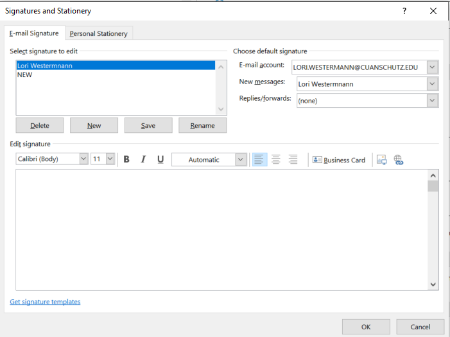 Signatures and Stationery
E-mail Signature Personal Stationery
Select signature to edit
Lori Westermnann
NEW
Delete New Save Rename
Choose default signature
E-mail account: LORI.WESTERMANN@CUANSCHUTZ.EDU
New messages: Lori Westermann
Replies/forwards: (none)
Edit signature
Calibri (Body) 11 B I U Automatic Business Card
Get signature templates
OK Cancel